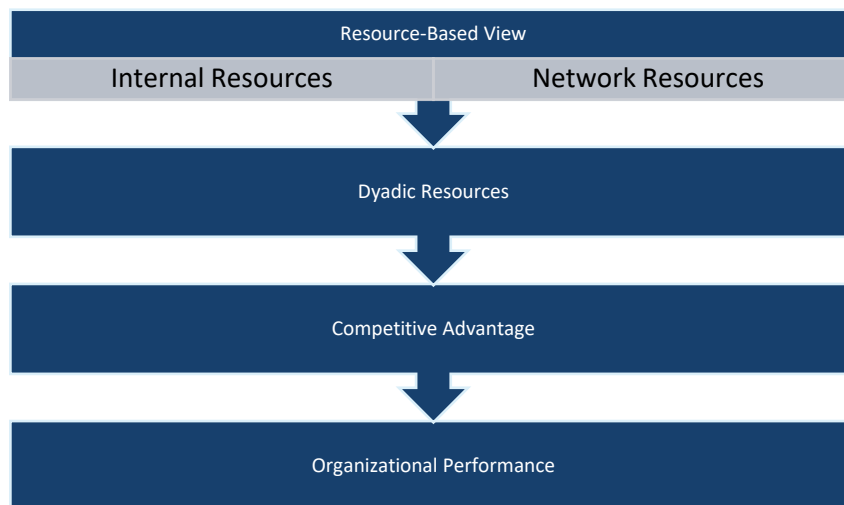 Resource-Based View
Internal Resources
Network Resources
Dyadic Resources
Competitive Advantage
Organizational Performance